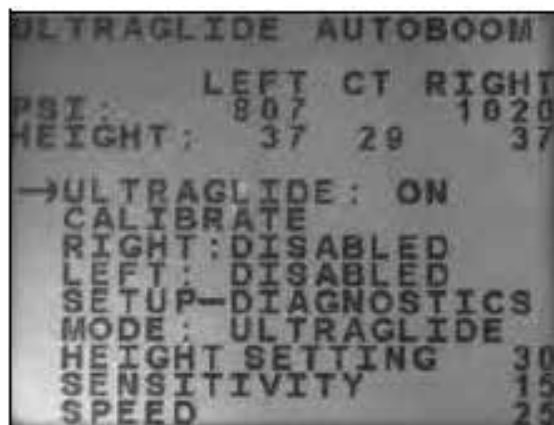 ULTRAGLIDE AUTOBOOM
LEFT CT RIGHT
PSI: 807 1020
HEIGHT: 37 29 37
→ULTRAGLIDE: ON
CALIBRATE
RIGHT:DISABLED
LEFT: DISABLED
SETUP-DIAGNOSTICS
MODE: ULTRAGLIDE
HEIGHT SETTING 30
SENSITIVITY 15
SPEED 25